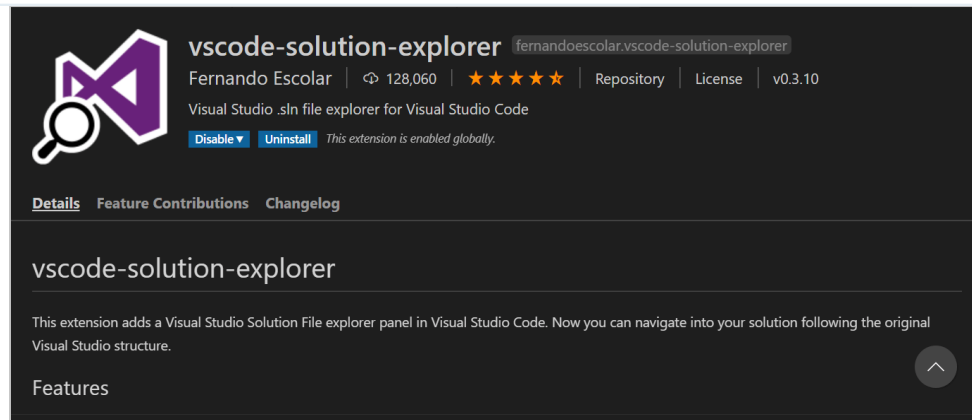 vscode-solution-explorer fernandoescolar.vscode-solution-explorer
Fernando Escolar 128,060 Repository License v0.3.10
Visual Studio .sln file explorer for Visual Studio Code
Disable Uninstall This extension is enabled globally.
Details Feature Contributions Changelog
vscode-solution-explorer
This extension adds a Visual Studio Solution File explorer panel in Visual Studio Code. Now you can navigate into your solution following the original
Visual Studio structure.
Features